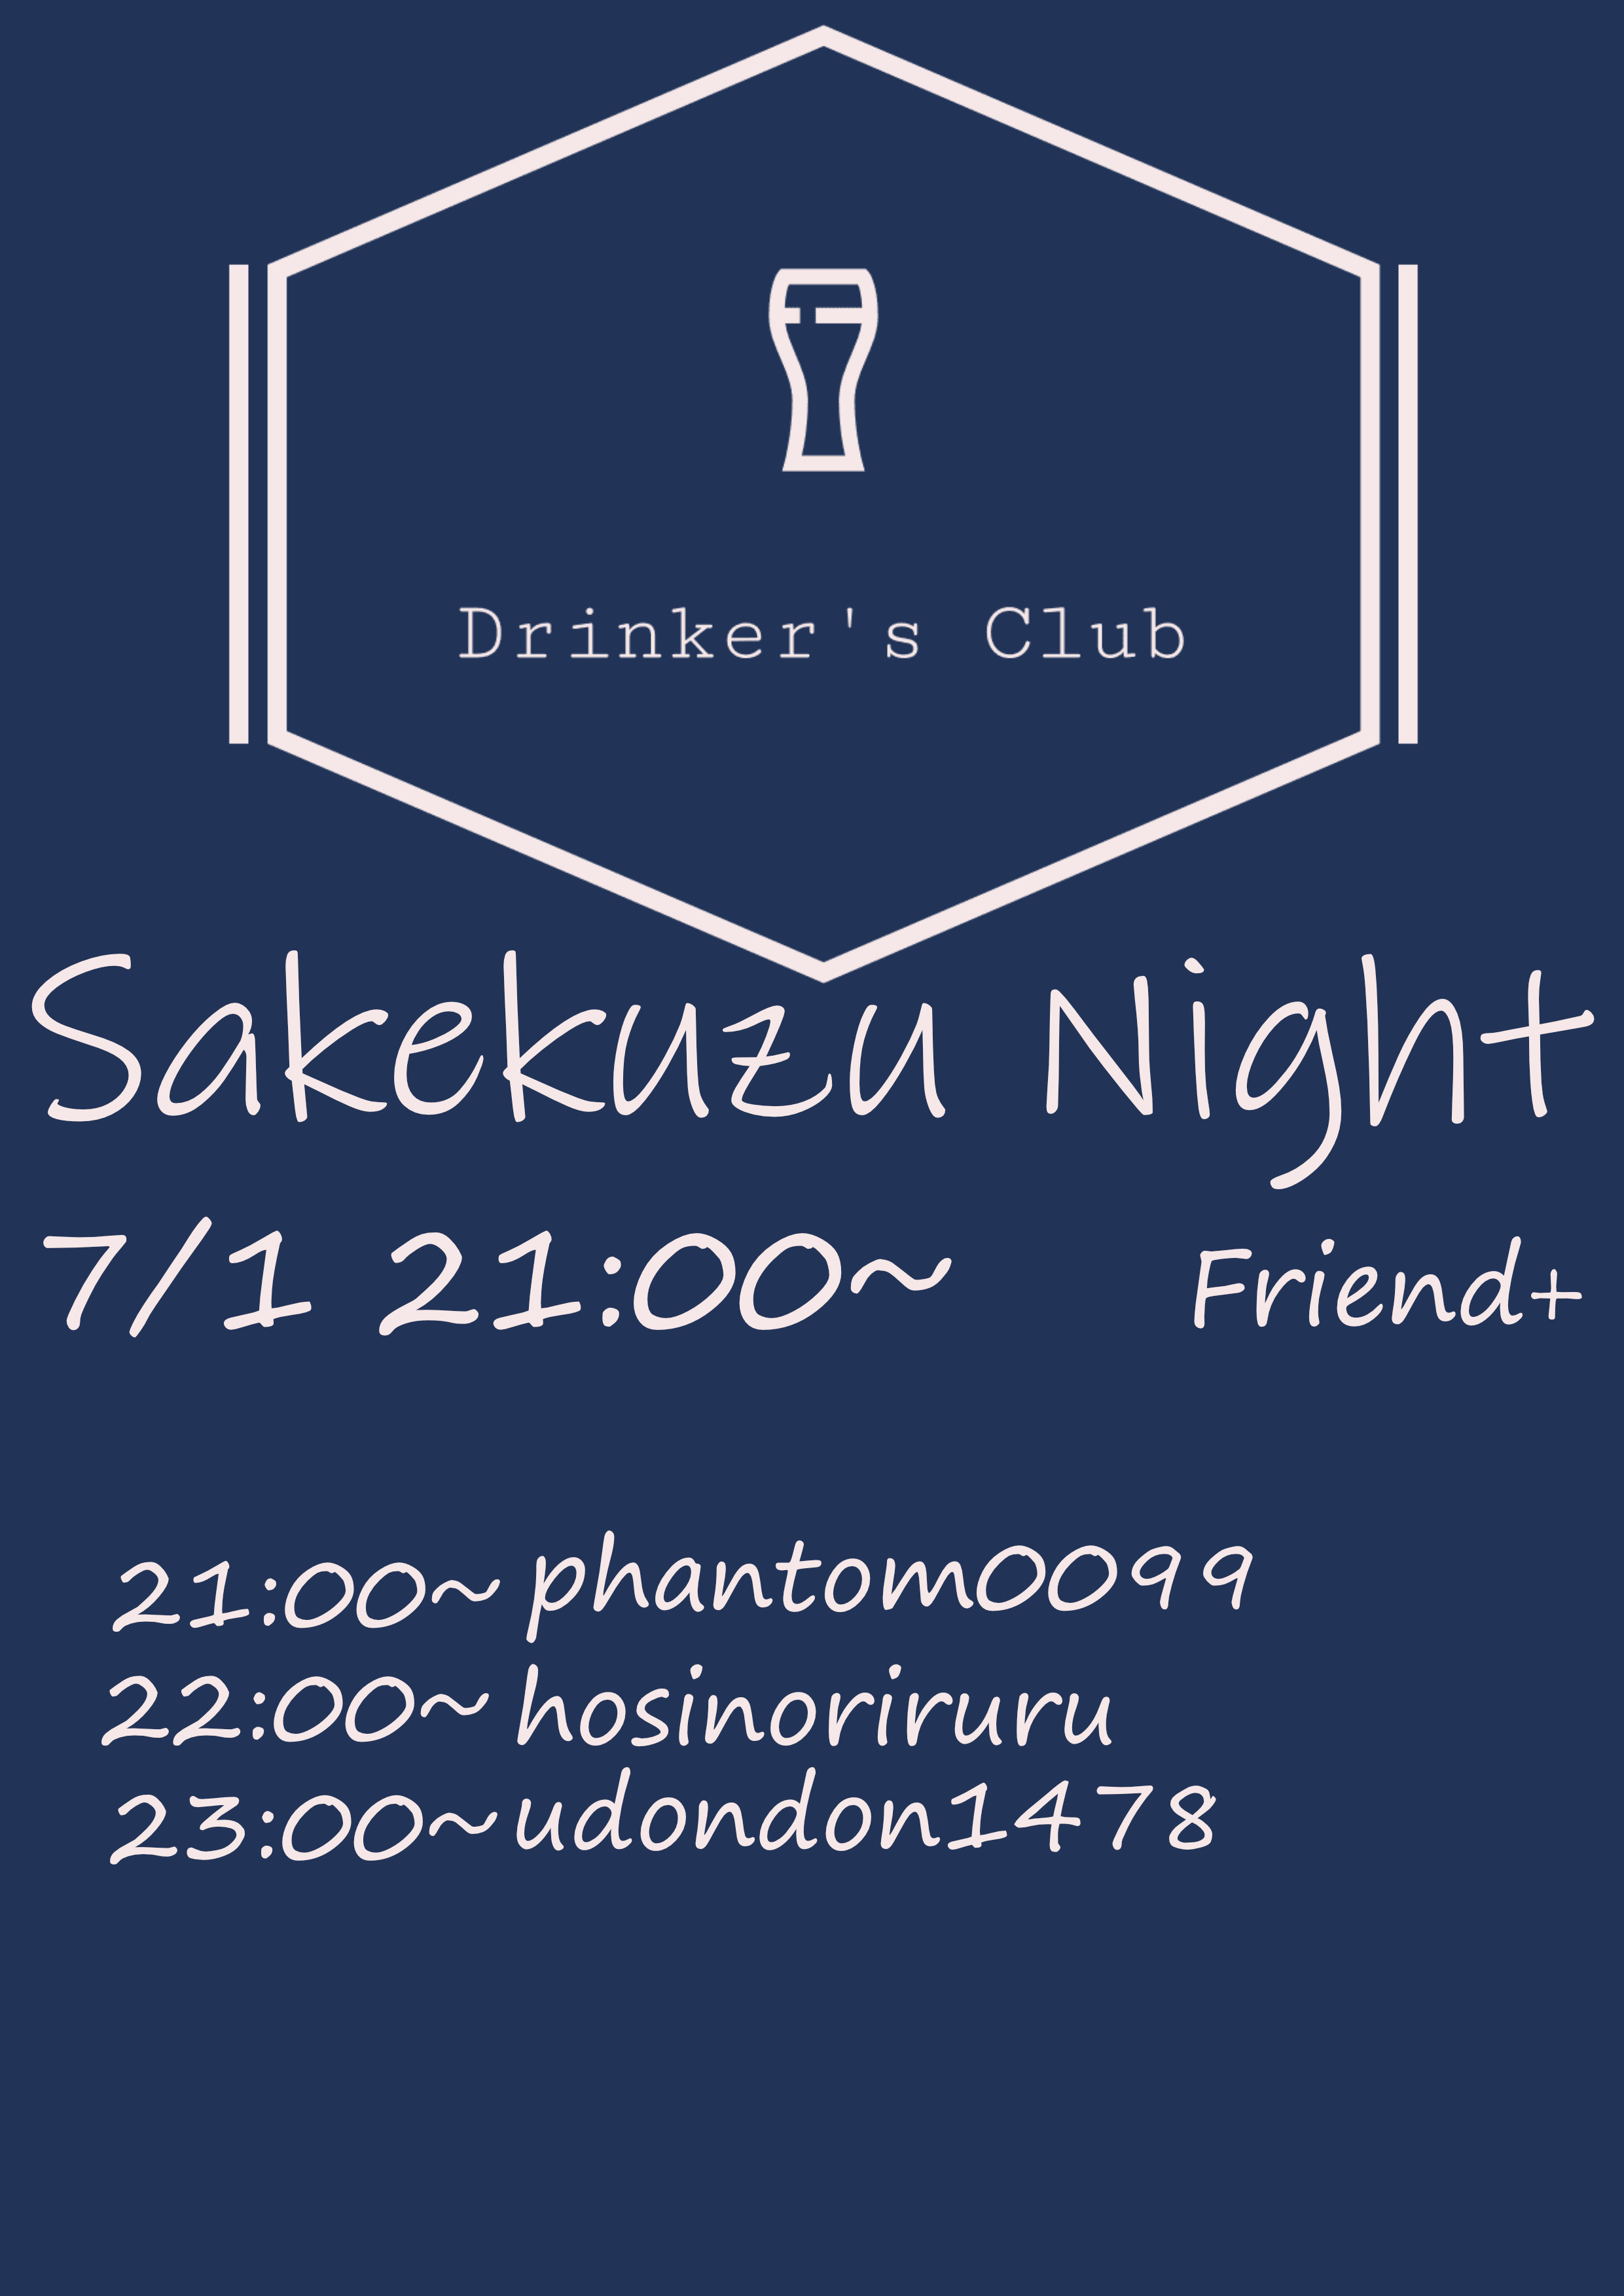 Drinker's Club
Sakekuzu Night
7/1 21:00~ Friend+
21:00~ phantom0099
22:00~ hosinoriruru
23:00~ udondon1478